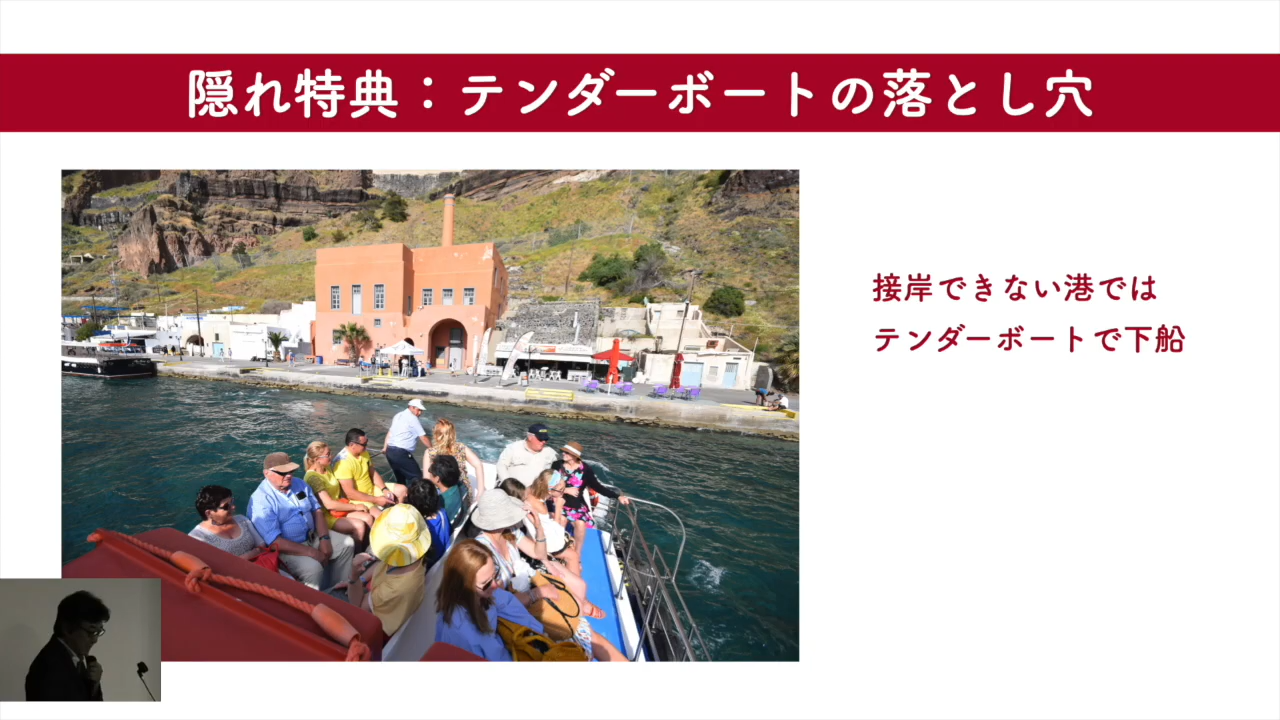 隠れ特典：テンダーボートの落とし穴
接岸できない港では
テンダーボートで下船